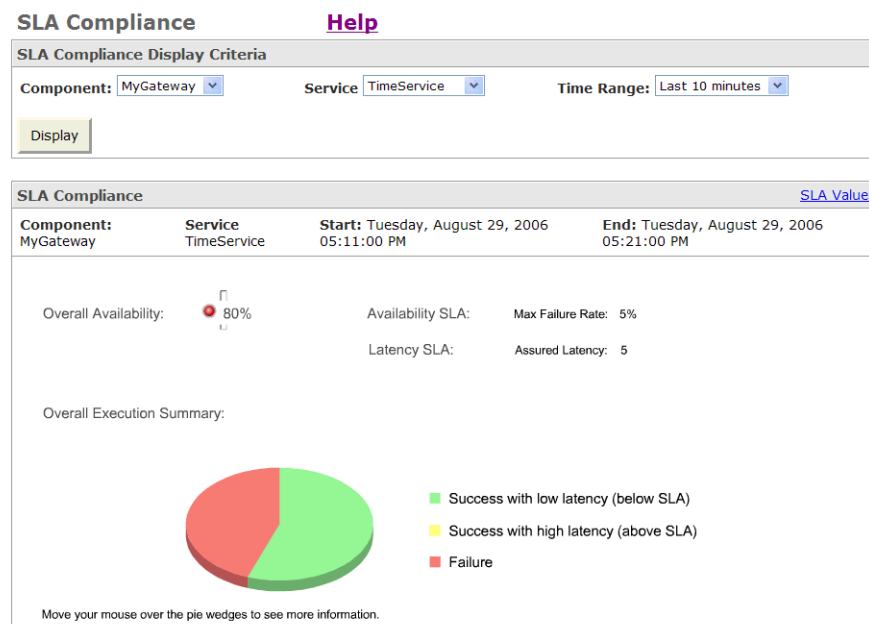 SLA Compliance Help
SLA Compliance Display Criteria
Component: MyGateway Service TimeService Time Range: Last 10 minutes
Display
SLA Compliance SLA Value
Component: Service Start: Tuesday, August 29, 2006 End: Tuesday, August 29, 2006
MyGateway TimeService 05:11:00 PM 05:21:00 PM
Overall Availability: 80% Availability SLA: Max Failure Rate: 5%
Latency SLA: Assured Latency: 5
Overall Execution Summary:
Success with low latency (below SLA)
Success with high latency (above SLA)
Failure
Move your mouse over the pie wedges to see more information.